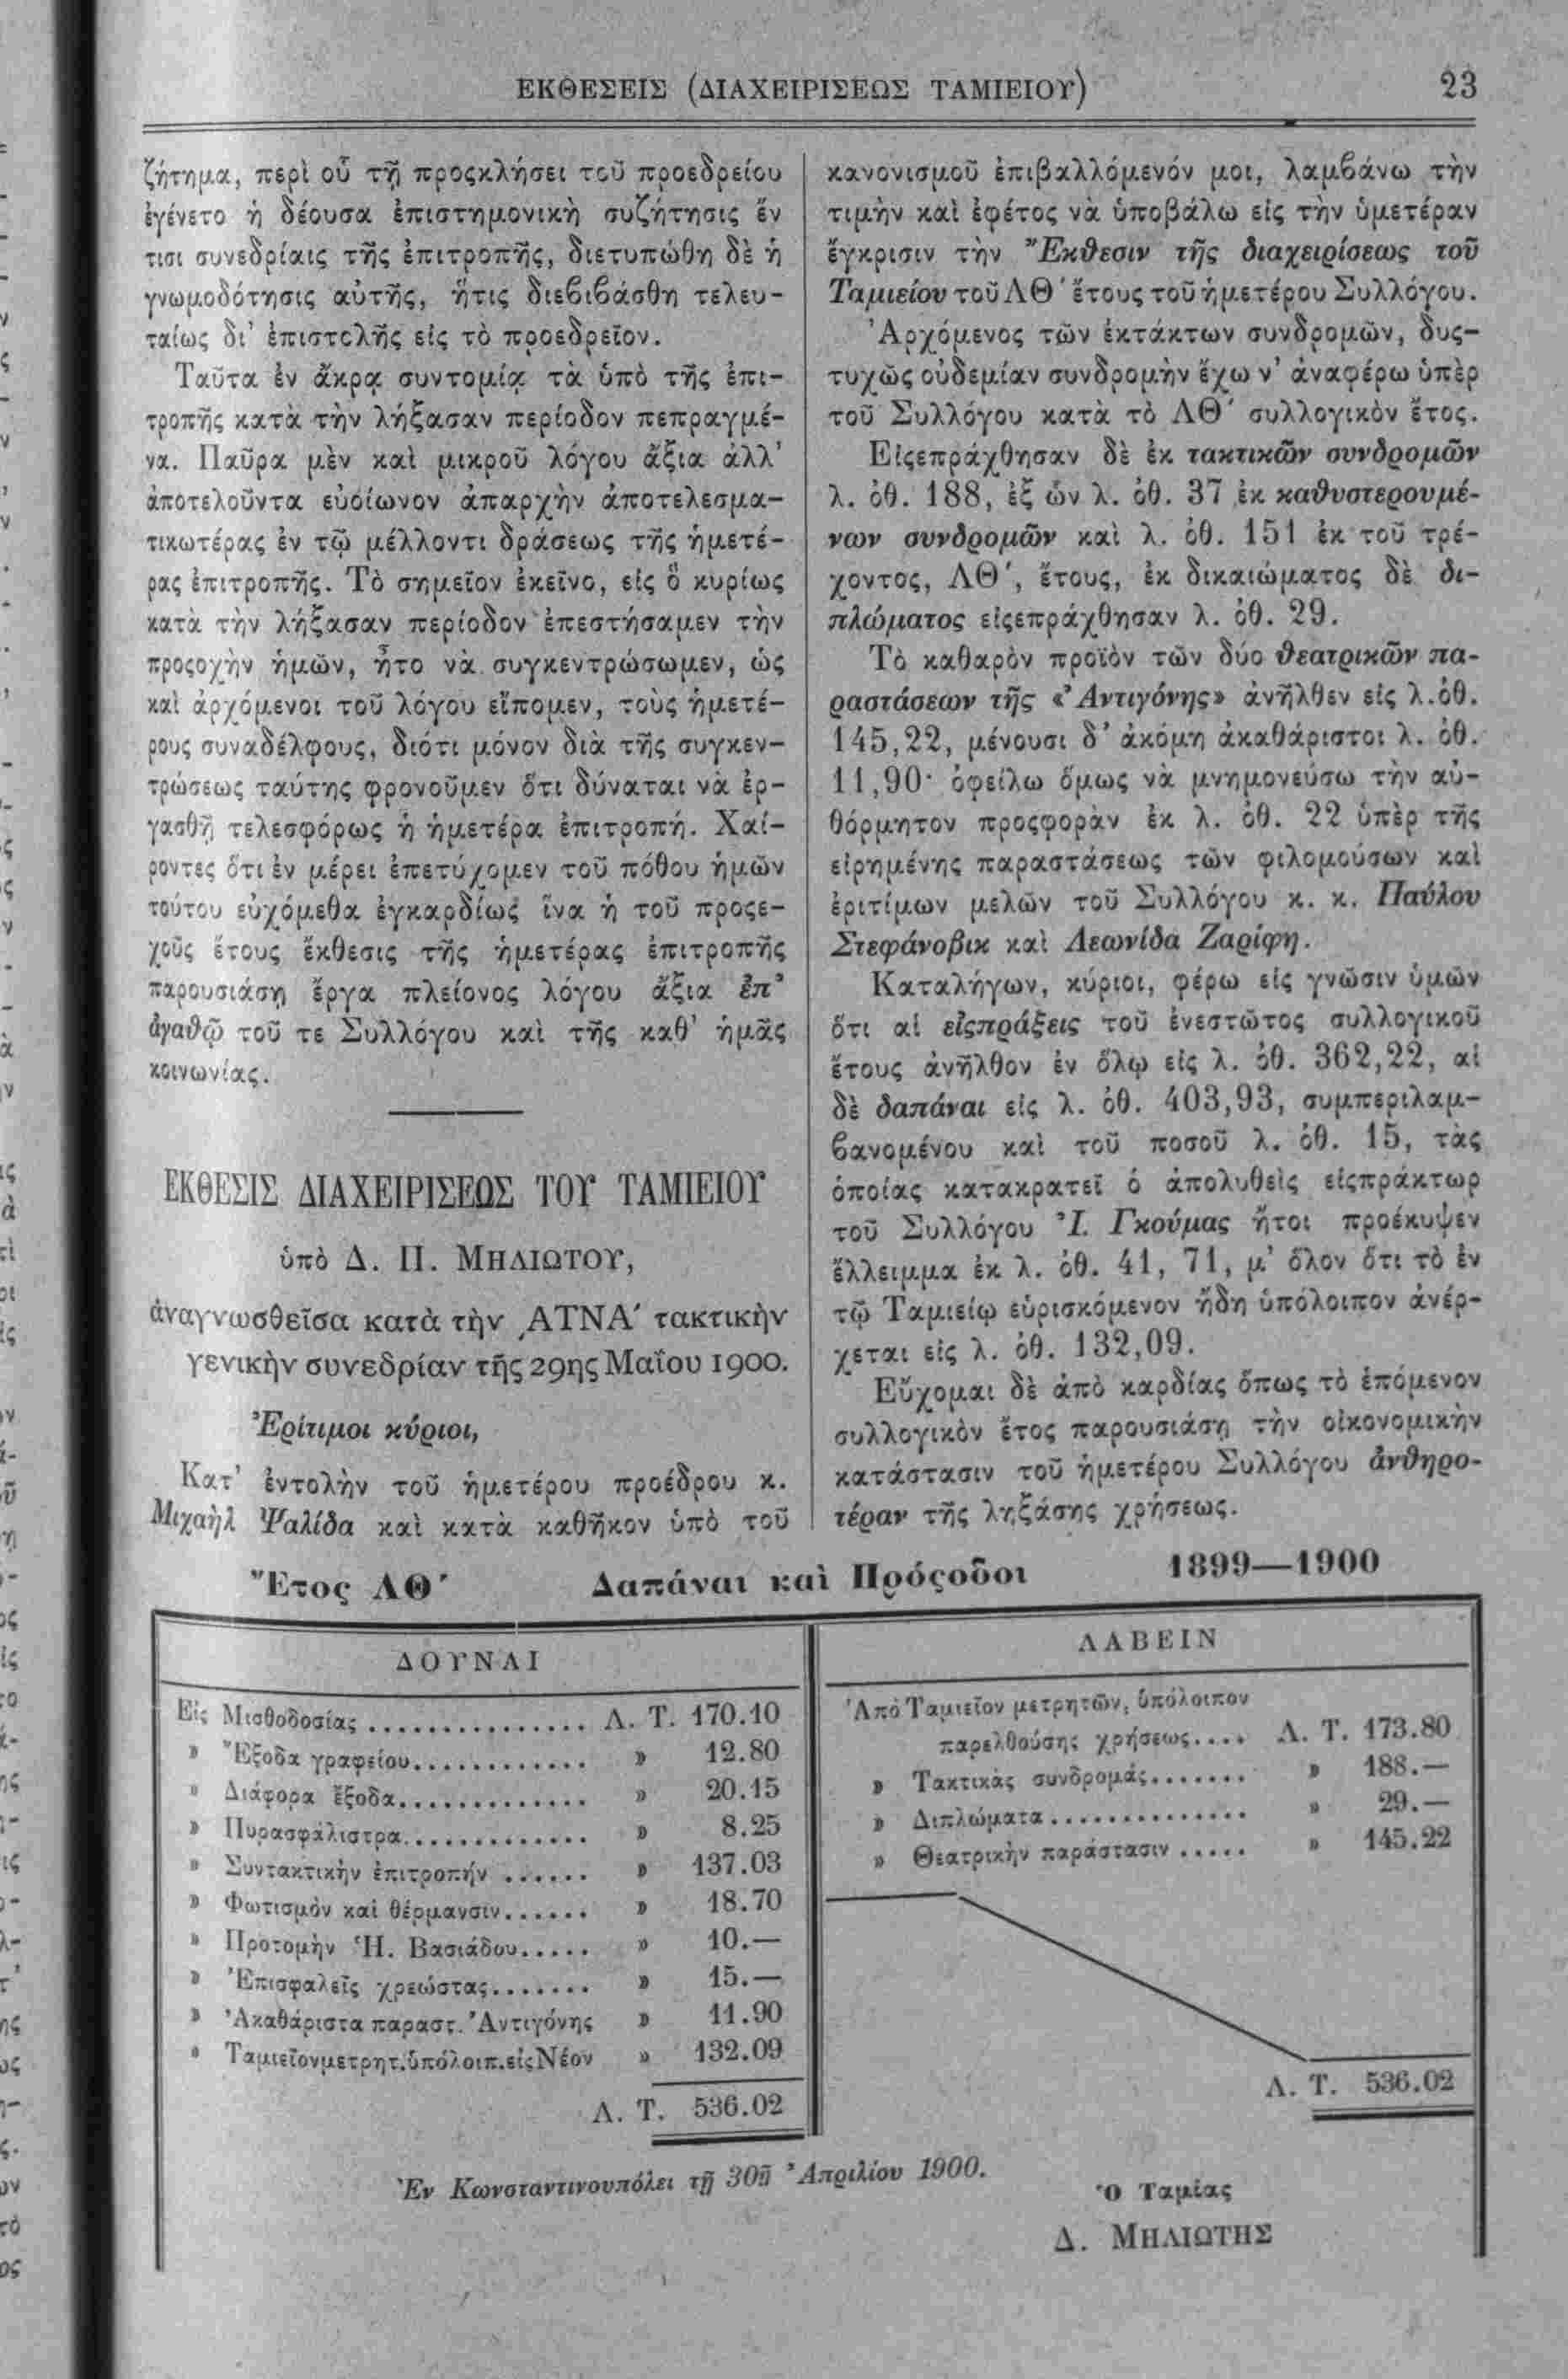 ΕΚΘΕΣΕΙΣ (ΔΙΑΧΕΙΡΙΣΕΩΣ ΤΑΜΙΕΙΟΥ)
23
ζήτημα, περὶ οὗ τῇ προςκλήσει τοῦ προεδρείου
ἐγένετο ἡ δέουσα ἐπιστημονικὴ συζήτησις ἔν
τισι συνεδρίαις τῆς ἐπιτροπῆς, διετυπώθη δὲ ἡ
γνωμοδότησις αὐτῆς, ἥτις διεβιβάσθη τελευ-
ταίως δι' ἐπιστολῆς εἰς τὸ προεδρεῖον.
Ταῦτα ἐν ἄκρᾳ συντομίᾳ τὰ ὑπὸ τῆς ἐπι-
τροπῆς κατὰ τὴν λήξασαν περίοδον πεπραγμέ-
να. Παῦρα μὲν καὶ μικροῦ λόγου ἄξια ἀλλ'
ἀποτελοῦντα εὐοίωνον ἀπαρχὴν ἀποτελεσμα-
τικωτέρας ἐν τῷ μέλλοντι δράσεως τῆς ἡμετέ-
ρας ἐπιτροπῆς. Τὸ σημεῖον ἐκεῖνο, εἰς ὃ κυρίως
κατὰ τὴν λήξασαν περίοδον ἐπεστήσαμεν τὴν
προςοχὴν ἡμῶν, ἦτο νὰ συγκεντρώσωμεν, ὡς
καὶ ἀρχόμενοι τοῦ λόγου εἴπομεν, τοὺς ἡμετέ-
ρους συναδέλφους, διότι μόνον διὰ τῆς συγκεν-
τρώσεως ταύτης φρονοῦμεν ὅτι δύναται νὰ ἐρ-
γασθῇ τελεσφόρως ἡ ἡμετέρα ἐπιτροπή. Χαί-
ροντες ὅτι ἐν μέρει ἐπετύχομεν τοῦ πόθου ἡμῶν
τούτου εὐχόμεθα ἐγκαρδίως ἵνα ἡ τοῦ προςε-
χοῦς ἔτους ἔκθεσις τῆς ἡμετέρας ἐπιτροπῆς
παρουσιάσῃ ἔργα πλείονος λόγου ἄξια ἐπ'
ἀγαθῷ τοῦ τε Συλλόγου καὶ τῆς καθ' ἡμᾶς
κοινωνίας.
ΕΚΘΕΣΙΣ ΔΙΑΧΕΙΡΙΣΕΩΣ ΤΟΥ ΤΑΜΙΕΙΟΥ
ὑπὸ Δ. Π. ΜΗΛΙΩΤΟΥ,
ἀναγνωσθεῖσα κατὰ τὴν ͵ΑΤΝΑ' τακτικὴν
γενικὴν συνεδρίαν τῆς 29ης Μαΐου 1900.
Ἐρίτιμοι κύριοι,
Κατ' ἐντολὴν τοῦ ἡμετέρου προέδρου κ.
Μιχαὴλ Ψαλίδα καὶ κατὰ καθῆκον ὑπὸ τοῦ
κανονισμοῦ ἐπιβαλλόμενόν μοι, λαμβάνω τὴν
τιμὴν καὶ ἐφέτος νὰ ὑποβάλω εἰς τὴν ὑμετέραν
ἔγκρισιν τὴν Ἔκθεσιν τῆς διαχειρίσεως τοῦ
Ταμιείου τοῦ ΛΘ' ἔτους τοῦ ἡμετέρου Συλλόγου.
Ἀρχόμενος τῶν ἐκτάκτων συνδρομῶν, δυς-
τυχῶς οὐδεμίαν συνδρομὴν ἔχω ν' ἀναφέρω ὑπὲρ
τοῦ Συλλόγου κατὰ τὸ ΛΘ' συλλογικὸν ἔτος.
Εἰςεπράχθησαν δὲ ἐκ τακτικῶν συνδρομῶν
λ. ὀθ. 188, ἐξ ὧν λ. ὀθ. 37 ἐκ καθυστερουμέ-
νων συνδρομῶν καὶ λ. ὀθ. 151 ἐκ τοῦ τρέ-
χοντος, ΛΘ', ἔτους, ἐκ δικαιώματος δὲ δι-
πλώματος εἰςεπράχθησαν λ. ὀθ. 29.
Τὸ καθαρὸν προϊὸν τῶν δύο θεατρικῶν πα-
ραστάσεων τῆς «Ἀντιγόνης» ἀνῆλθεν εἰς λ.ὀθ.
145,22, μένουσι δ' ἀκόμη ἀκαθάριστοι λ. ὀθ.
11,90· ὀφείλω ὅμως νὰ μνημονεύσω τὴν αὐ-
θόρμητον προςφορὰν ἐκ λ. ὀθ. 22 ὑπὲρ τῆς
εἰρημένης παραστάσεως τῶν φιλομούσων καὶ
ἐριτίμων μελῶν τοῦ Συλλόγου κ. κ. Παύλου
Στεφάνοβικ καὶ Λεωνίδα Ζαρίφη.
Καταλήγων, κύριοι, φέρω εἰς γνῶσιν ὑμῶν
ὅτι αἱ εἰςπράξεις τοῦ ἐνεστῶτος συλλογικοῦ
ἔτους ἀνῆλθον ἐν ὅλῳ εἰς λ. ὀθ. 362,22, αἱ
δὲ δαπάναι εἰς λ. ὀθ. 403,93, συμπεριλαμ-
βανομένου καὶ τοῦ ποσοῦ λ. ὀθ. 15, τὰς
ὁποίας κατακρατεῖ ὁ ἀπολυθεὶς εἰςπράκτωρ
τοῦ Συλλόγου Ἰ. Γκούμας ἤτοι προέκυψεν
ἔλλειμμα ἐκ λ. ὀθ. 41, 71, μ' ὅλον ὅτι τὸ ἐν
τῷ Ταμιείῳ εὑρισκόμενον ἤδη ὑπόλοιπον ἀνέρ-
χεται εἰς λ. ὀθ. 132,09.
Εὔχομαι δὲ ἀπὸ καρδίας ὅπως τὸ ἑπόμενον
συλλογικὸν ἔτος παρουσιάσῃ τὴν οἰκονομικὴν
κατάστασιν τοῦ ἡμετέρου Συλλόγου ἀνθηρο-
τέραν τῆς ληξάσης χρήσεως.
Ἔτος ΛΘ' Δαπάναι καὶ Πρόςοδοι 1899—1900
ΔΟΥΝΑΙ
Εἰς Μισθοδοσίας ............... Λ. Τ. 170.10
» Ἔξοδα γραφείου............ » 12.80
» Διάφορα ἔξοδα............. » 20.15
» Πυρασφάλιστρα............. » 8.25
» Συντακτικὴν ἐπιτροπήν ...... » 137.03
» Φωτισμὸν καὶ θέρμανσιν...... » 18.70
» Προτομὴν Ἡ. Βασιάδου..... » 10.—
» Ἐπισφαλεῖς χρεώστας....... » 15.—
» Ἀκαθάριστα παραστ. Ἀντιγόνης » 11.90
» Ταμιεῖον μετρητ. ὑπόλοιπ. εἰς Νέον » 132.09
Λ. Τ. 536.02
ΛΑΒΕΙΝ
Ἀπὸ Ταμιεῖον μετρητῶν, ὑπόλοιπον
παρελθούσης χρήσεως.... Λ. Τ. 173.80
» Τακτικὰς συνδρομάς....... » 188.—
» Διπλώματα .............. » 29.—
» Θεατρικὴν παράστασιν ..... » 145.22
Λ. Τ. 536.02
Ἐν Κωνσταντινουπόλει τῇ 30ῇ Ἀπριλίου 1900.
Ὁ Ταμίας
Δ. ΜΗΛΙΩΤΗΣ